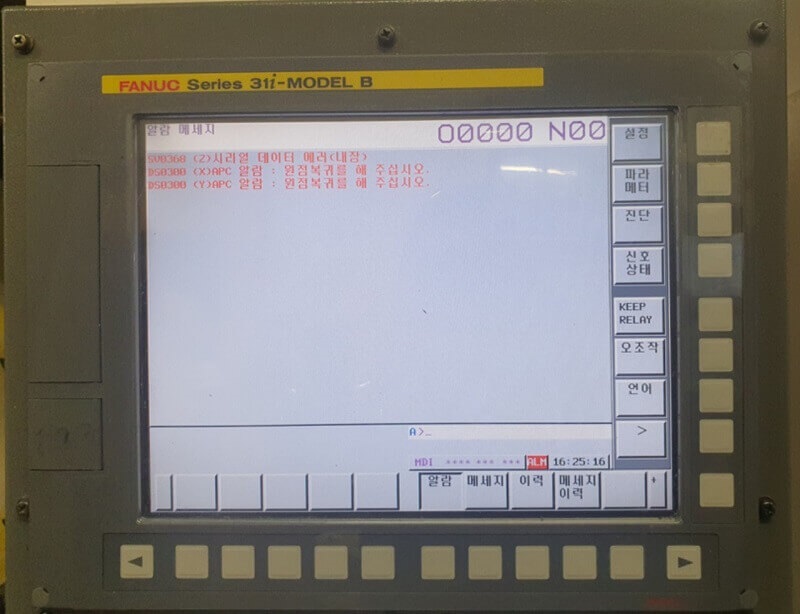 FANUC Series 31i-MODEL B
알람 메세지
O0000 N00
SV0360 (Z)시리얼 데이터 에러(내장)
DS0300 (X)APC 알람 : 원점복귀를 해 주십시오.
DS0300 (Y)APC 알람 : 원점복귀를 해 주십시오.
설정
파라
메터
진단
신호
상태
KEEP
RELAY
오조작
언어
>
A>_
MDI **** *** *** ALM 16:25:16
알람 메세지 이력 메세지
이력
+